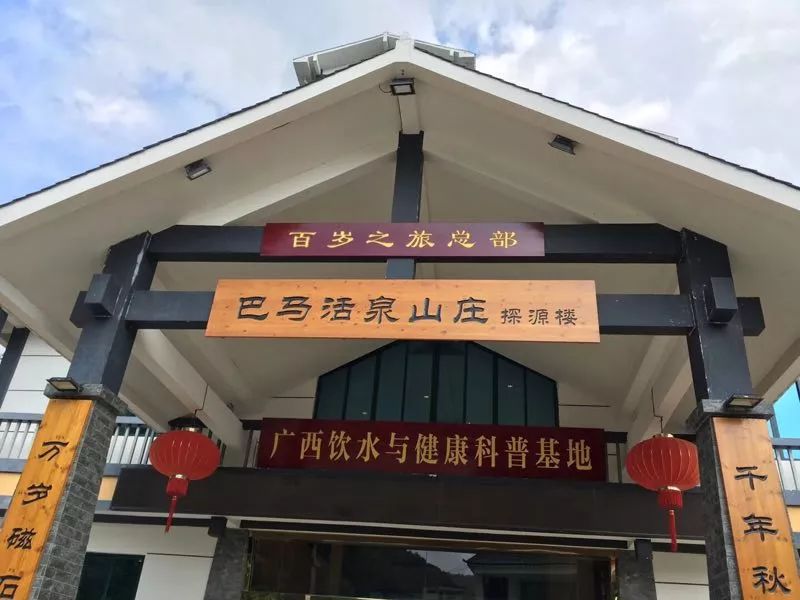 百岁之旅总部
巴马活泉山庄 探源楼
广西饮水与健康科普基地
万岁磁石
千年秋